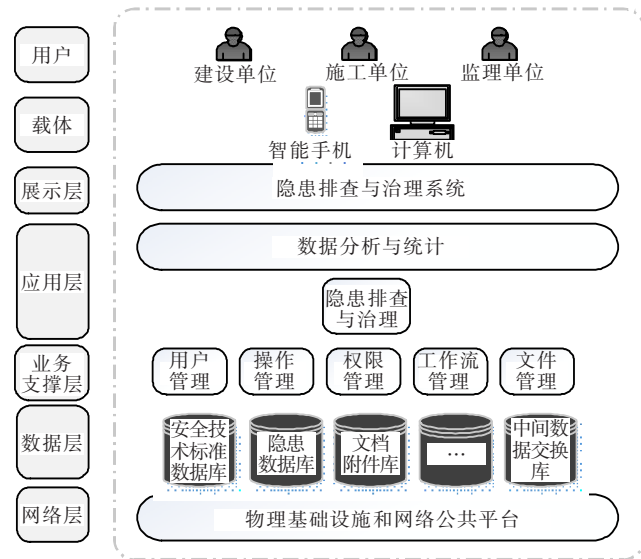 用户
建设单位
施工单位
监理单位
载体
智能手机
计算机
展示层
隐患排查与治理系统
应用层
数据分析与统计
隐患排查
与治理
业务
支撑层
用户
管理
操作
管理
权限
管理
工作流
管理
文件
管理
数据层
安全技
术标准
数据库
隐患
数据库
文档
附件库
…
中间数
据交换
库
网络层
物理基础设施和网络公共平台